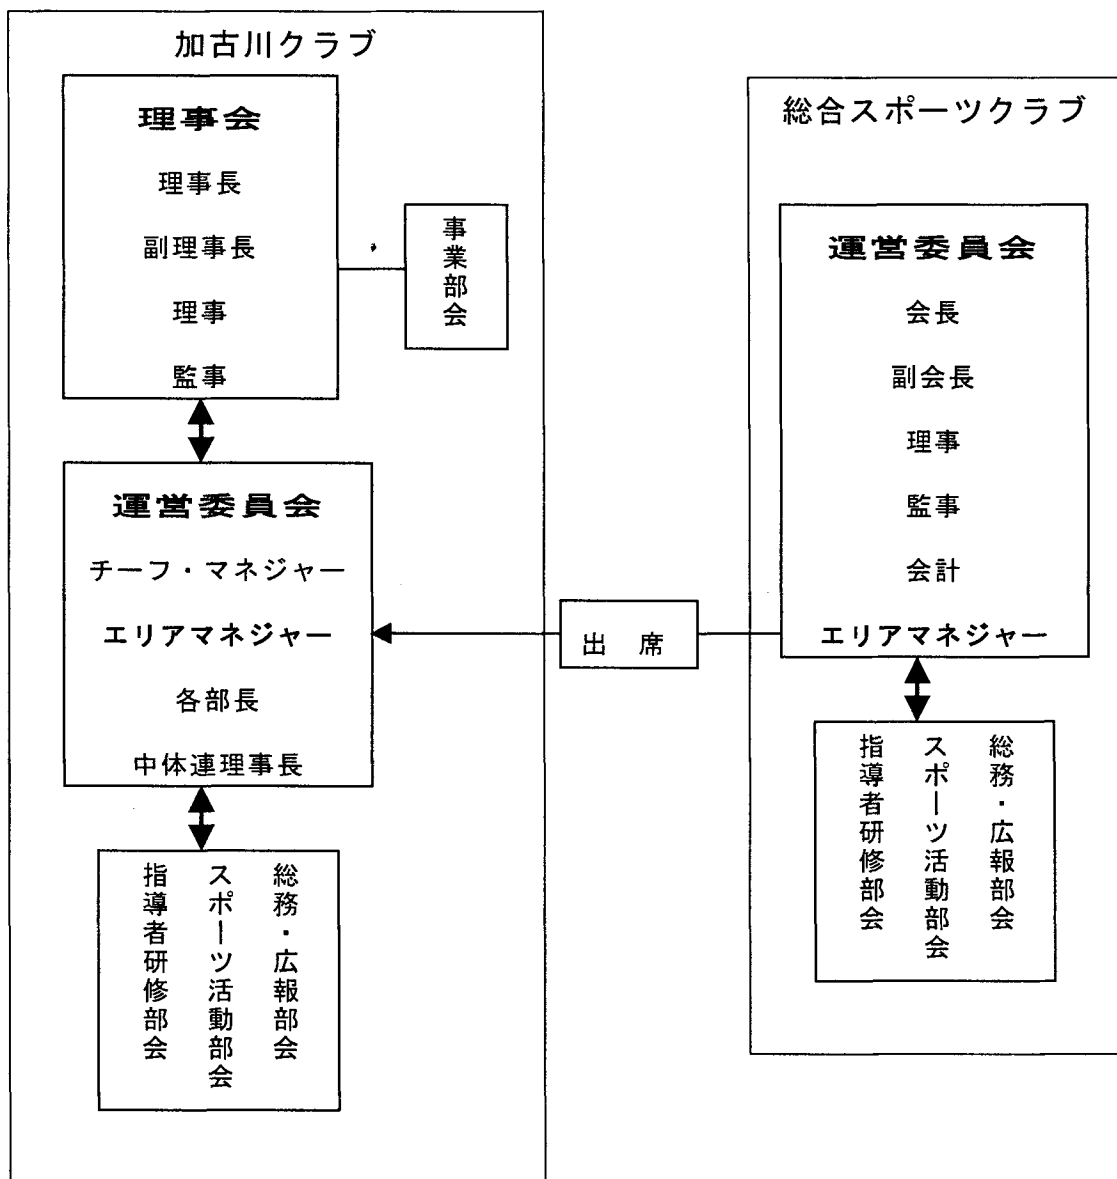 加古川クラブ
理事会
理事長
副理事長
理事
監事
事業部会
運営委員会
チーフ・マネジャー
エリアマネジャー
各部長
中体連理事長
総務・広報部会
スポーツ活動部会
指導者研修部会
出　席
総合スポーツクラブ
運営委員会
会長
副会長
理事
監事
会計
エリアマネジャー
総務・広報部会
スポーツ活動部会
指導者研修部会